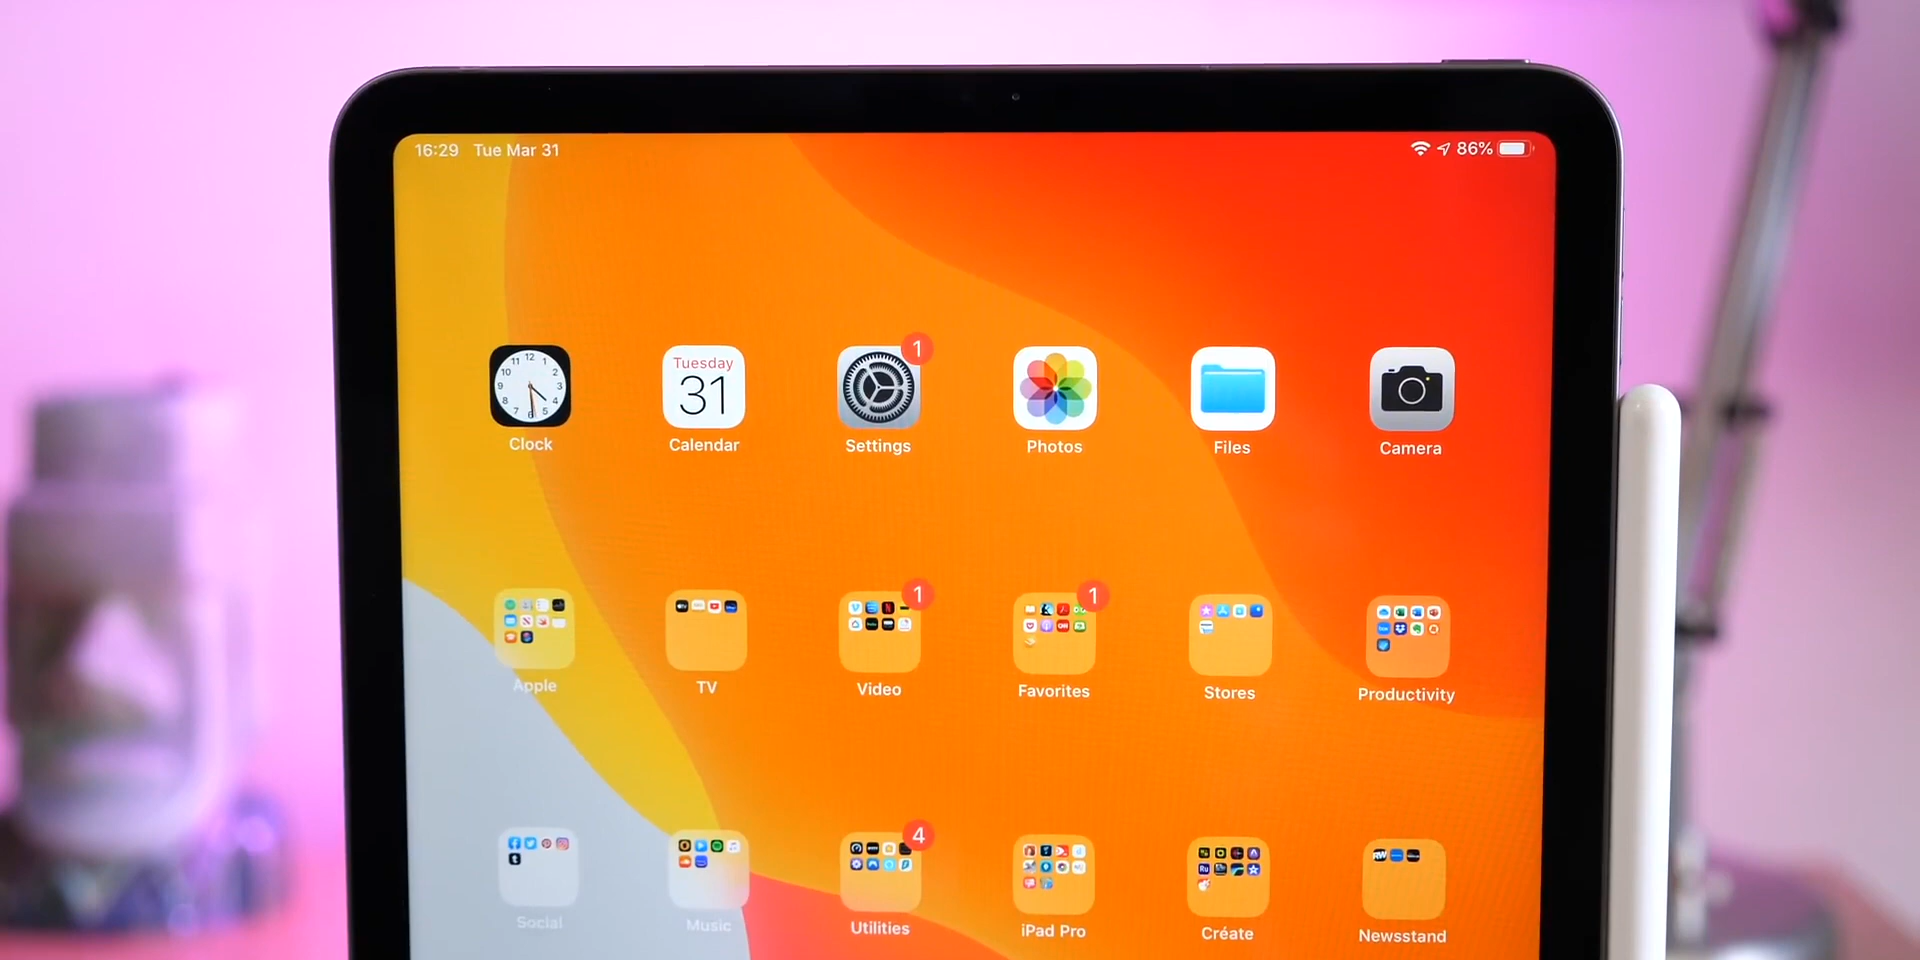 16:29 Tue Mar 31
86%
Tuesday
31
1
Clock
Calendar
Settings
Photos
Files
Camera
1
1
Apple
TV
Video
Favorites
Stores
Productivity
4
Social
Music
Utilities
iPad Pro
Créate
Newsstand